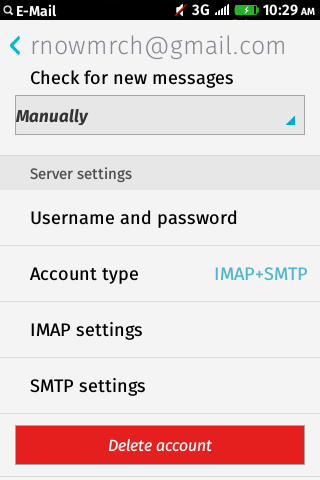 E-Mail 3G 10:29 AM
rnowmrch@gmail.com
Check for new messages
Manually
Server settings
Username and password
Account type IMAP+SMTP
IMAP settings
SMTP settings
Delete account